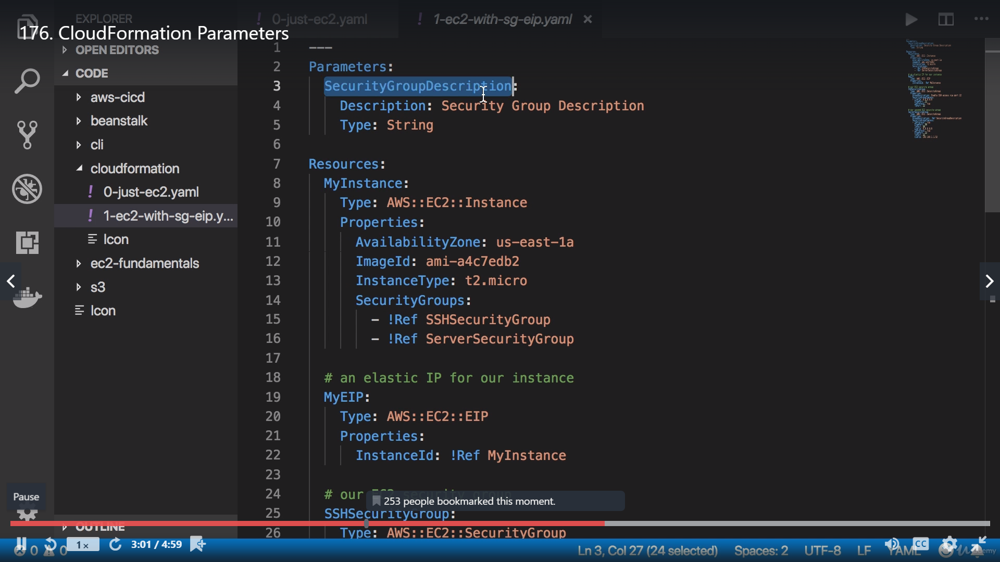 EXPLORER
176. CloudFormation Parameters
OPEN EDITORS
CODE
aws-cicd
beanstalk
cli
cloudformation
! 0-just-ec2.yaml
! 1-ec2-with-sg-eip.y...
Icon
ec2-fundamentals
s3
Icon
OUTLINE
! 0-just-ec2.yaml
! 1-ec2-with-sg-eip.yaml
1 ---
2 Parameters:
3 SecurityGroupDescription:
4 Description: Security Group Description
5 Type: String
6
7 Resources:
8 MyInstance:
9 Type: AWS::EC2::Instance
10 Properties:
11 AvailabilityZone: us-east-1a
12 ImageId: ami-a4c7edb2
13 InstanceType: t2.micro
14 SecurityGroups:
15 - !Ref SSHSecurityGroup
16 - !Ref ServerSecurityGroup
17
18 # an elastic IP for our instance
19 MyEIP:
20 Type: AWS::EC2::EIP
21 Properties:
22 InstanceId: !Ref MyInstance
23
24 # our EC2 security group
253 people bookmarked this moment.
25 SSHSecurityGroup:
26 Type: AWS::EC2::SecurityGroup
Pause
1×
3:01 / 4:59
0 0
Ln 3, Col 27 (24 selected)
Spaces: 2
UTF-8
LF
YAML
CC
udemy